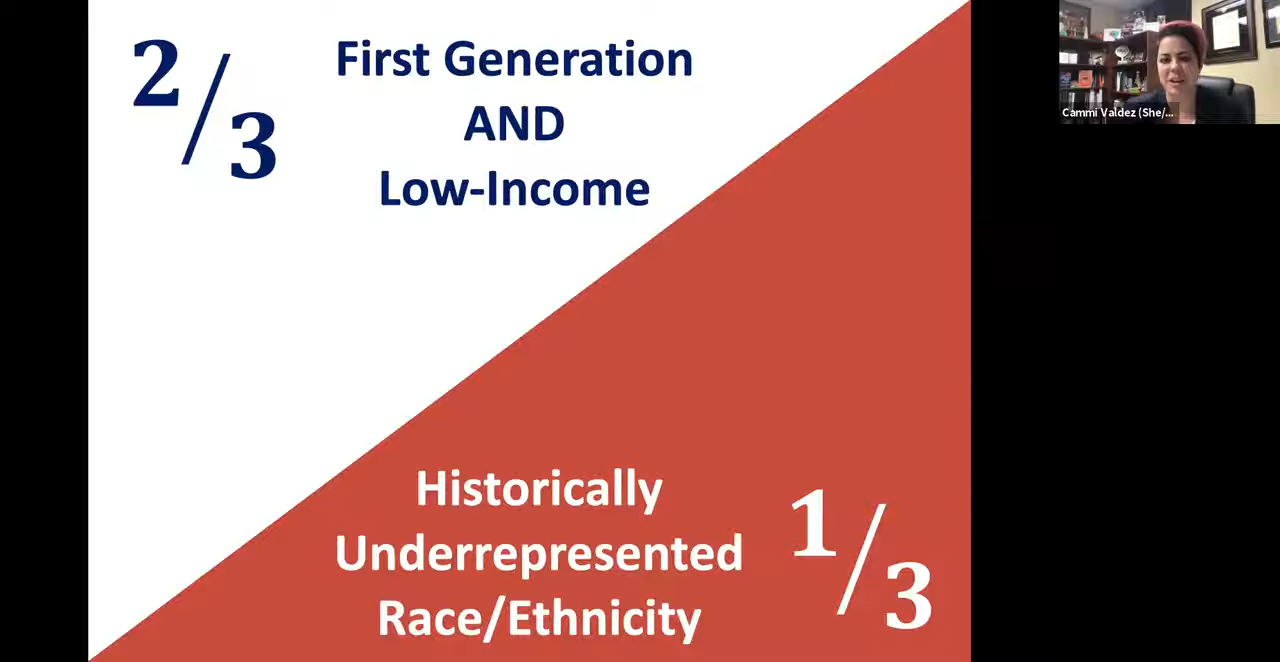 2/3
First Generation
AND
Low-Income
Historically
Underrepresented
Race/Ethnicity
1/3
Cammi Valdez (She/...